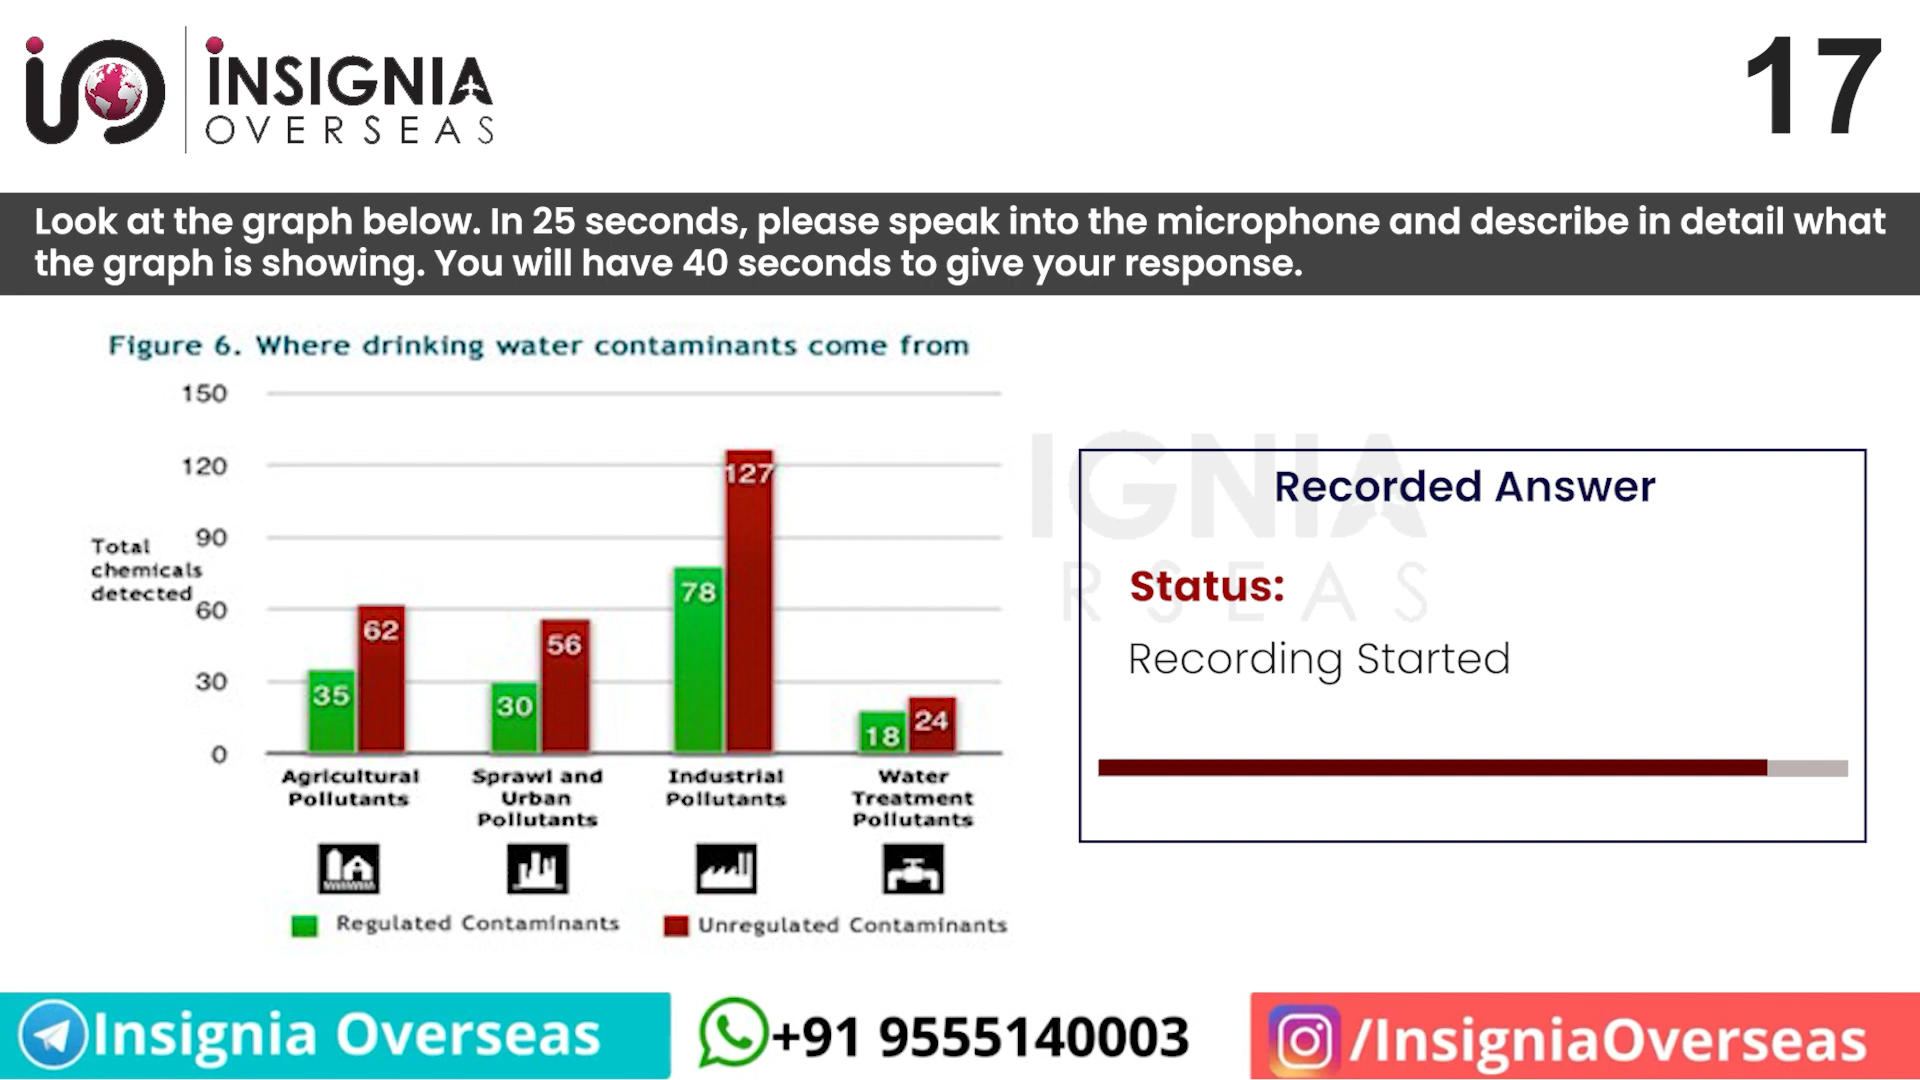 iNSIGNIA
OVERSEAS
17
Look at the graph below. In 25 seconds, please speak into the microphone and describe in detail what
the graph is showing. You will have 40 seconds to give your response.
Figure 6. Where drinking water contaminants come from
150
120
90
60
30
0
Total
chemicals
detected
35
62
30
56
78
127
18
24
Agricultural
Pollutants
Sprawl and
Urban
Pollutants
Industrial
Pollutants
Water
Treatment
Pollutants
Regulated Contaminants
Unregulated Contaminants
IGNIA
RSEAS
Recorded Answer
Status:
Recording Started
Insignia Overseas
+91 9555140003
/InsigniaOverseas